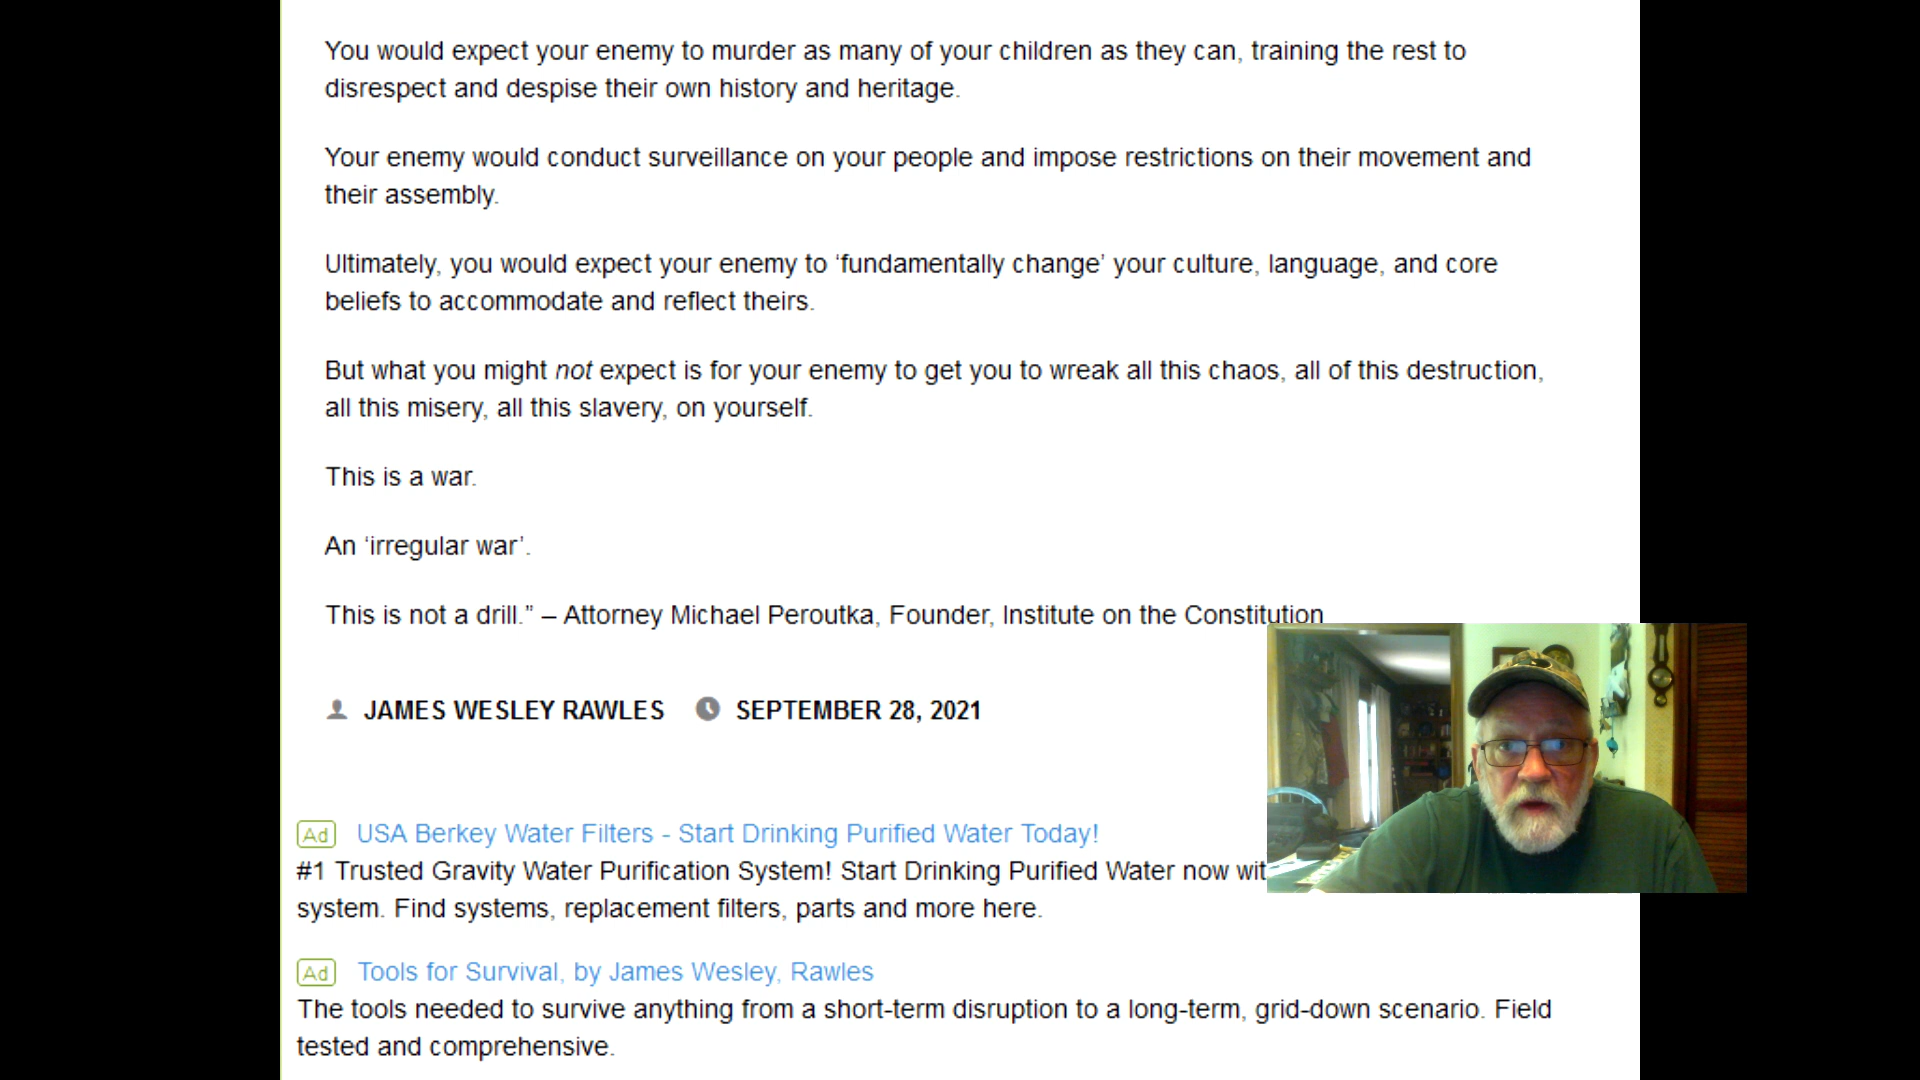 You would expect your enemy to murder as many of your children as they can, training the rest to
disrespect and despise their own history and heritage.
Your enemy would conduct surveillance on your people and impose restrictions on their movement and
their assembly.
Ultimately, you would expect your enemy to ‘fundamentally change’ your culture, language, and core
beliefs to accommodate and reflect theirs.
But what you might not expect is for your enemy to get you to wreak all this chaos, all of this destruction,
all this misery, all this slavery, on yourself.
This is a war.
An ‘irregular war’.
This is not a drill.” – Attorney Michael Peroutka, Founder, Institute on the Constitution
JAMES WESLEY RAWLES SEPTEMBER 28, 2021
Ad USA Berkey Water Filters - Start Drinking Purified Water Today!
#1 Trusted Gravity Water Purification System! Start Drinking Purified Water now wit
system. Find systems, replacement filters, parts and more here.
Ad Tools for Survival, by James Wesley, Rawles
The tools needed to survive anything from a short-term disruption to a long-term, grid-down scenario. Field
tested and comprehensive.